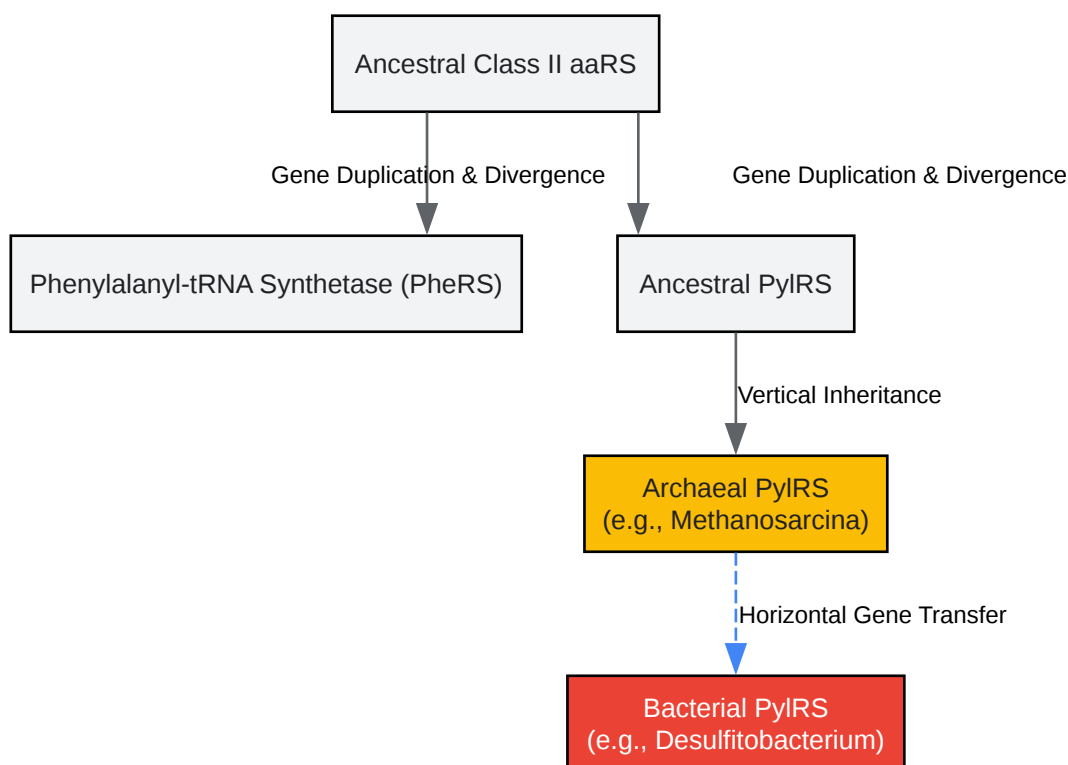 Ancestral Class II aaRS
Gene Duplication & Divergence
Gene Duplication & Divergence
Phenylalanyl-tRNA Synthetase (PheRS)
Ancestral PylRS
Vertical Inheritance
Archaeal PylRS
(e.g., Methanosarcina)
Horizontal Gene Transfer
Bacterial PylRS
(e.g., Desulfitobacterium)